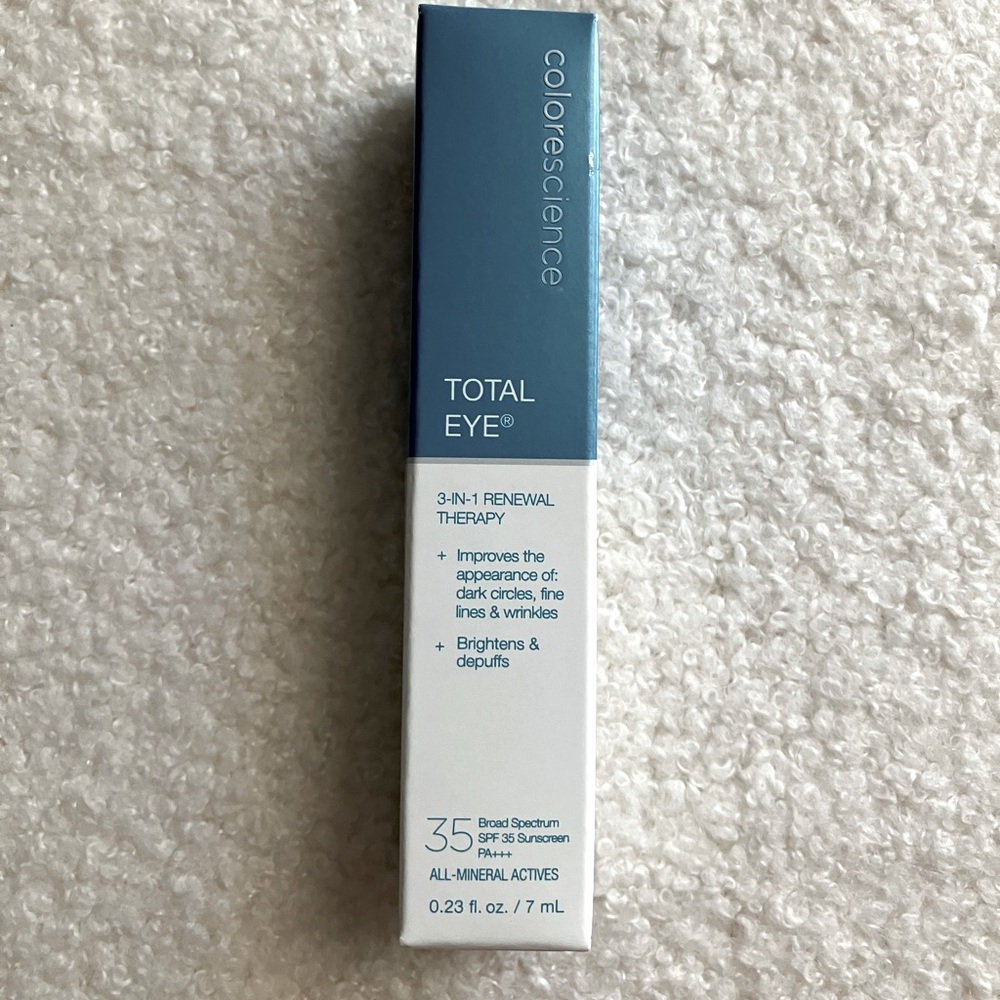 colorescience
TOTAL
EYE®
3-IN-1 RENEWAL
THERAPY
+ Improves the
appearance of:
dark circles, fine
lines & wrinkles
+ Brightens &
depuffs
35 Broad Spectrum
SPF 35 Sunscreen
PA+++
ALL-MINERAL ACTIVES
0.23 fl. oz. / 7 mL